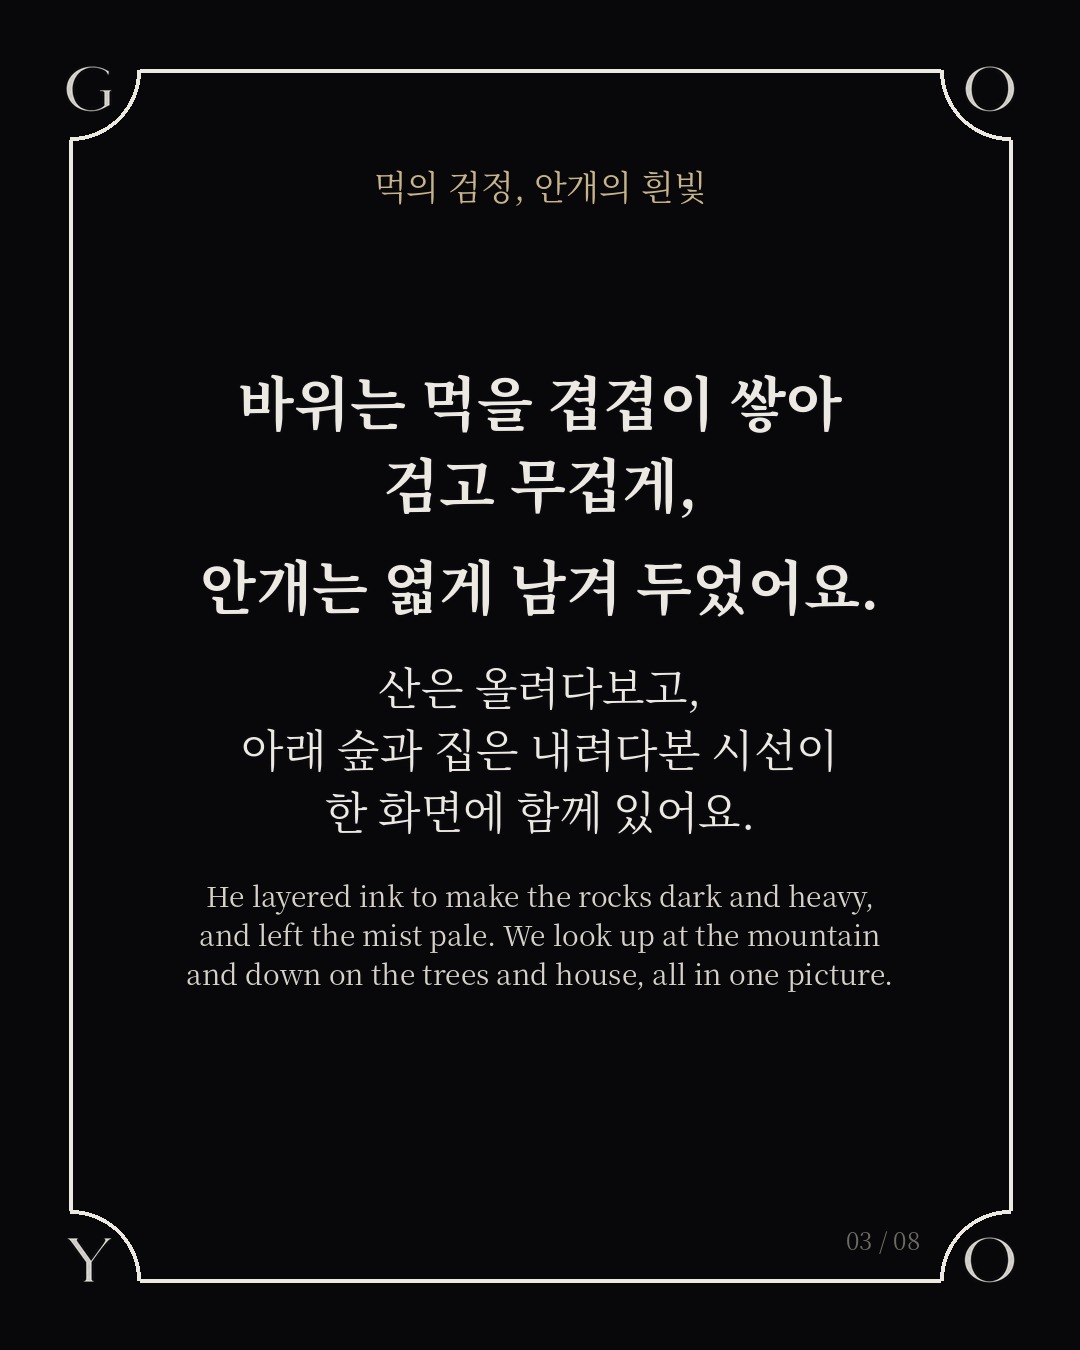 G
O
먹의 검정, 안개의 흰빛
바위는 먹을 겹겹이 쌓아
검고 무겁게,
안개는 엷게 남겨 두었어요.
산은 올려다보고,
아래 숲과 집은 내려다본 시선이
한 화면에 함께 있어요.
He layered ink to make the rocks dark and heavy,
and left the mist pale. We look up at the mountain
and down on the trees and house, all in one picture.
03 / 08
Y
O